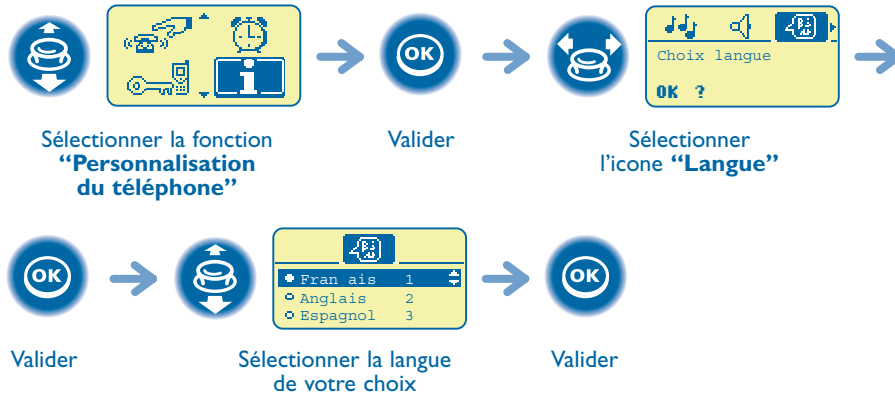 OK
Choix langue
OK ?
Sélectionner la fonction
“Personnalisation
du téléphone”
Valider
Sélectionner
l’icone “Langue”
OK
Fran ais 1
Anglais 2
Espagnol 3
OK
Valider
Sélectionner la langue
de votre choix
Valider